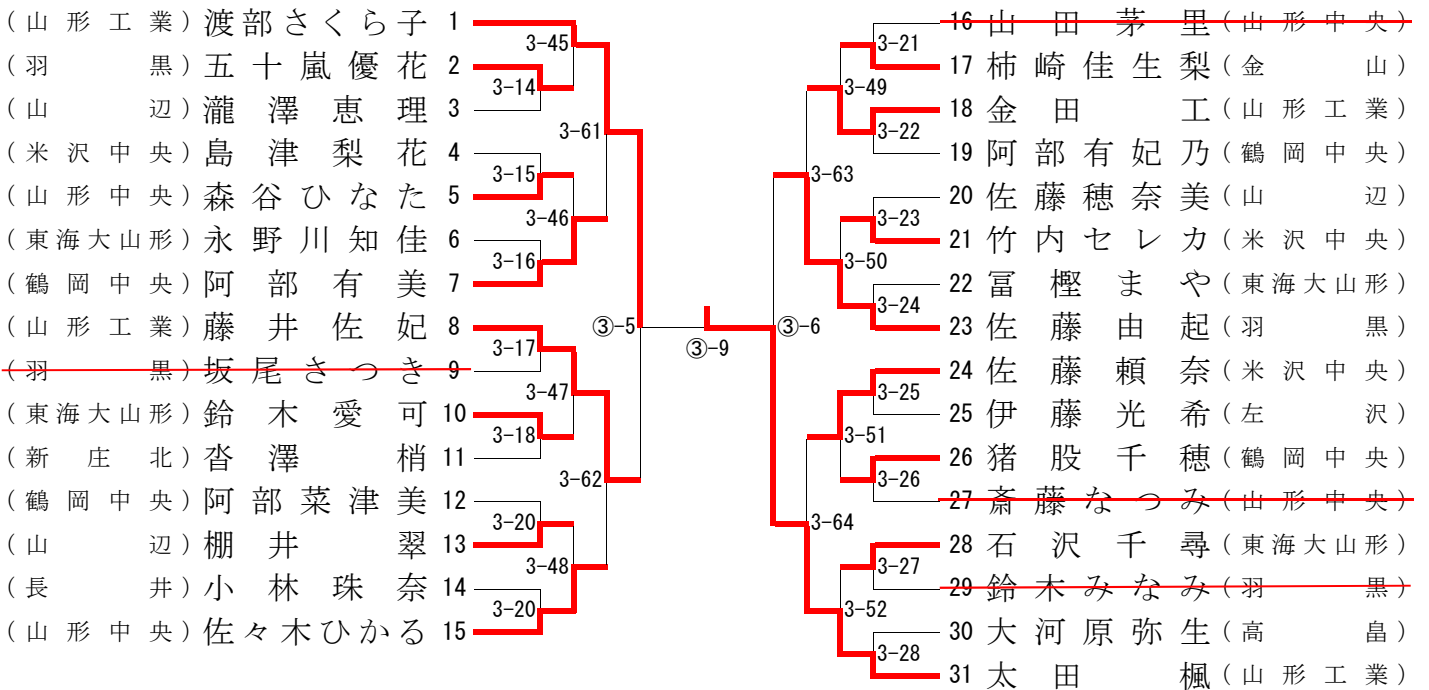 (山形工業) 渡部さくら子 1
(羽黒) 五十嵐優花 2
(山辺) 瀧澤恵理 3
(米沢中央) 島津梨花 4
(山形中央) 森谷ひなた 5
(東海大山形) 永野川知佳 6
(鶴岡中央) 阿部有美 7
(山形工業) 藤井佐妃 8
(羽黒) 坂尾さつき 9
(東海大山形) 鈴木愛可 10
(新庄北) 沓澤梢 11
(鶴岡中央) 阿部菜津美 12
(山辺) 棚井翠 13
(長井) 小林珠奈 14
(山形中央) 佐々木ひかる 15
3-45
3-14
3-61
3-15
3-46
3-16
3-17
3-47
3-18
3-62
3-20
3-48
3-20
③-5
③-9
③-6
3-21
3-49
3-22
3-63
3-23
3-50
3-24
3-25
3-51
3-26
3-64
3-27
3-52
3-28
16 山田茅里 (山形中央)
17 柿崎佳生梨 (金山)
18 金田工 (山形工業)
19 阿部有妃乃 (鶴岡中央)
20 佐藤穂奈美 (山辺)
21 竹内セレカ (米沢中央)
22 冨樫まや (東海大山形)
23 佐藤由起 (羽黒)
24 佐藤頼奈 (米沢中央)
25 伊藤光希 (左沢)
26 猪股千穂 (鶴岡中央)
27 斎藤なつみ (山形中央)
28 石沢千尋 (東海大山形)
29 鈴木みなみ (羽黒)
30 大河原弥生 (高畠)
31 太田楓 (山形工業)